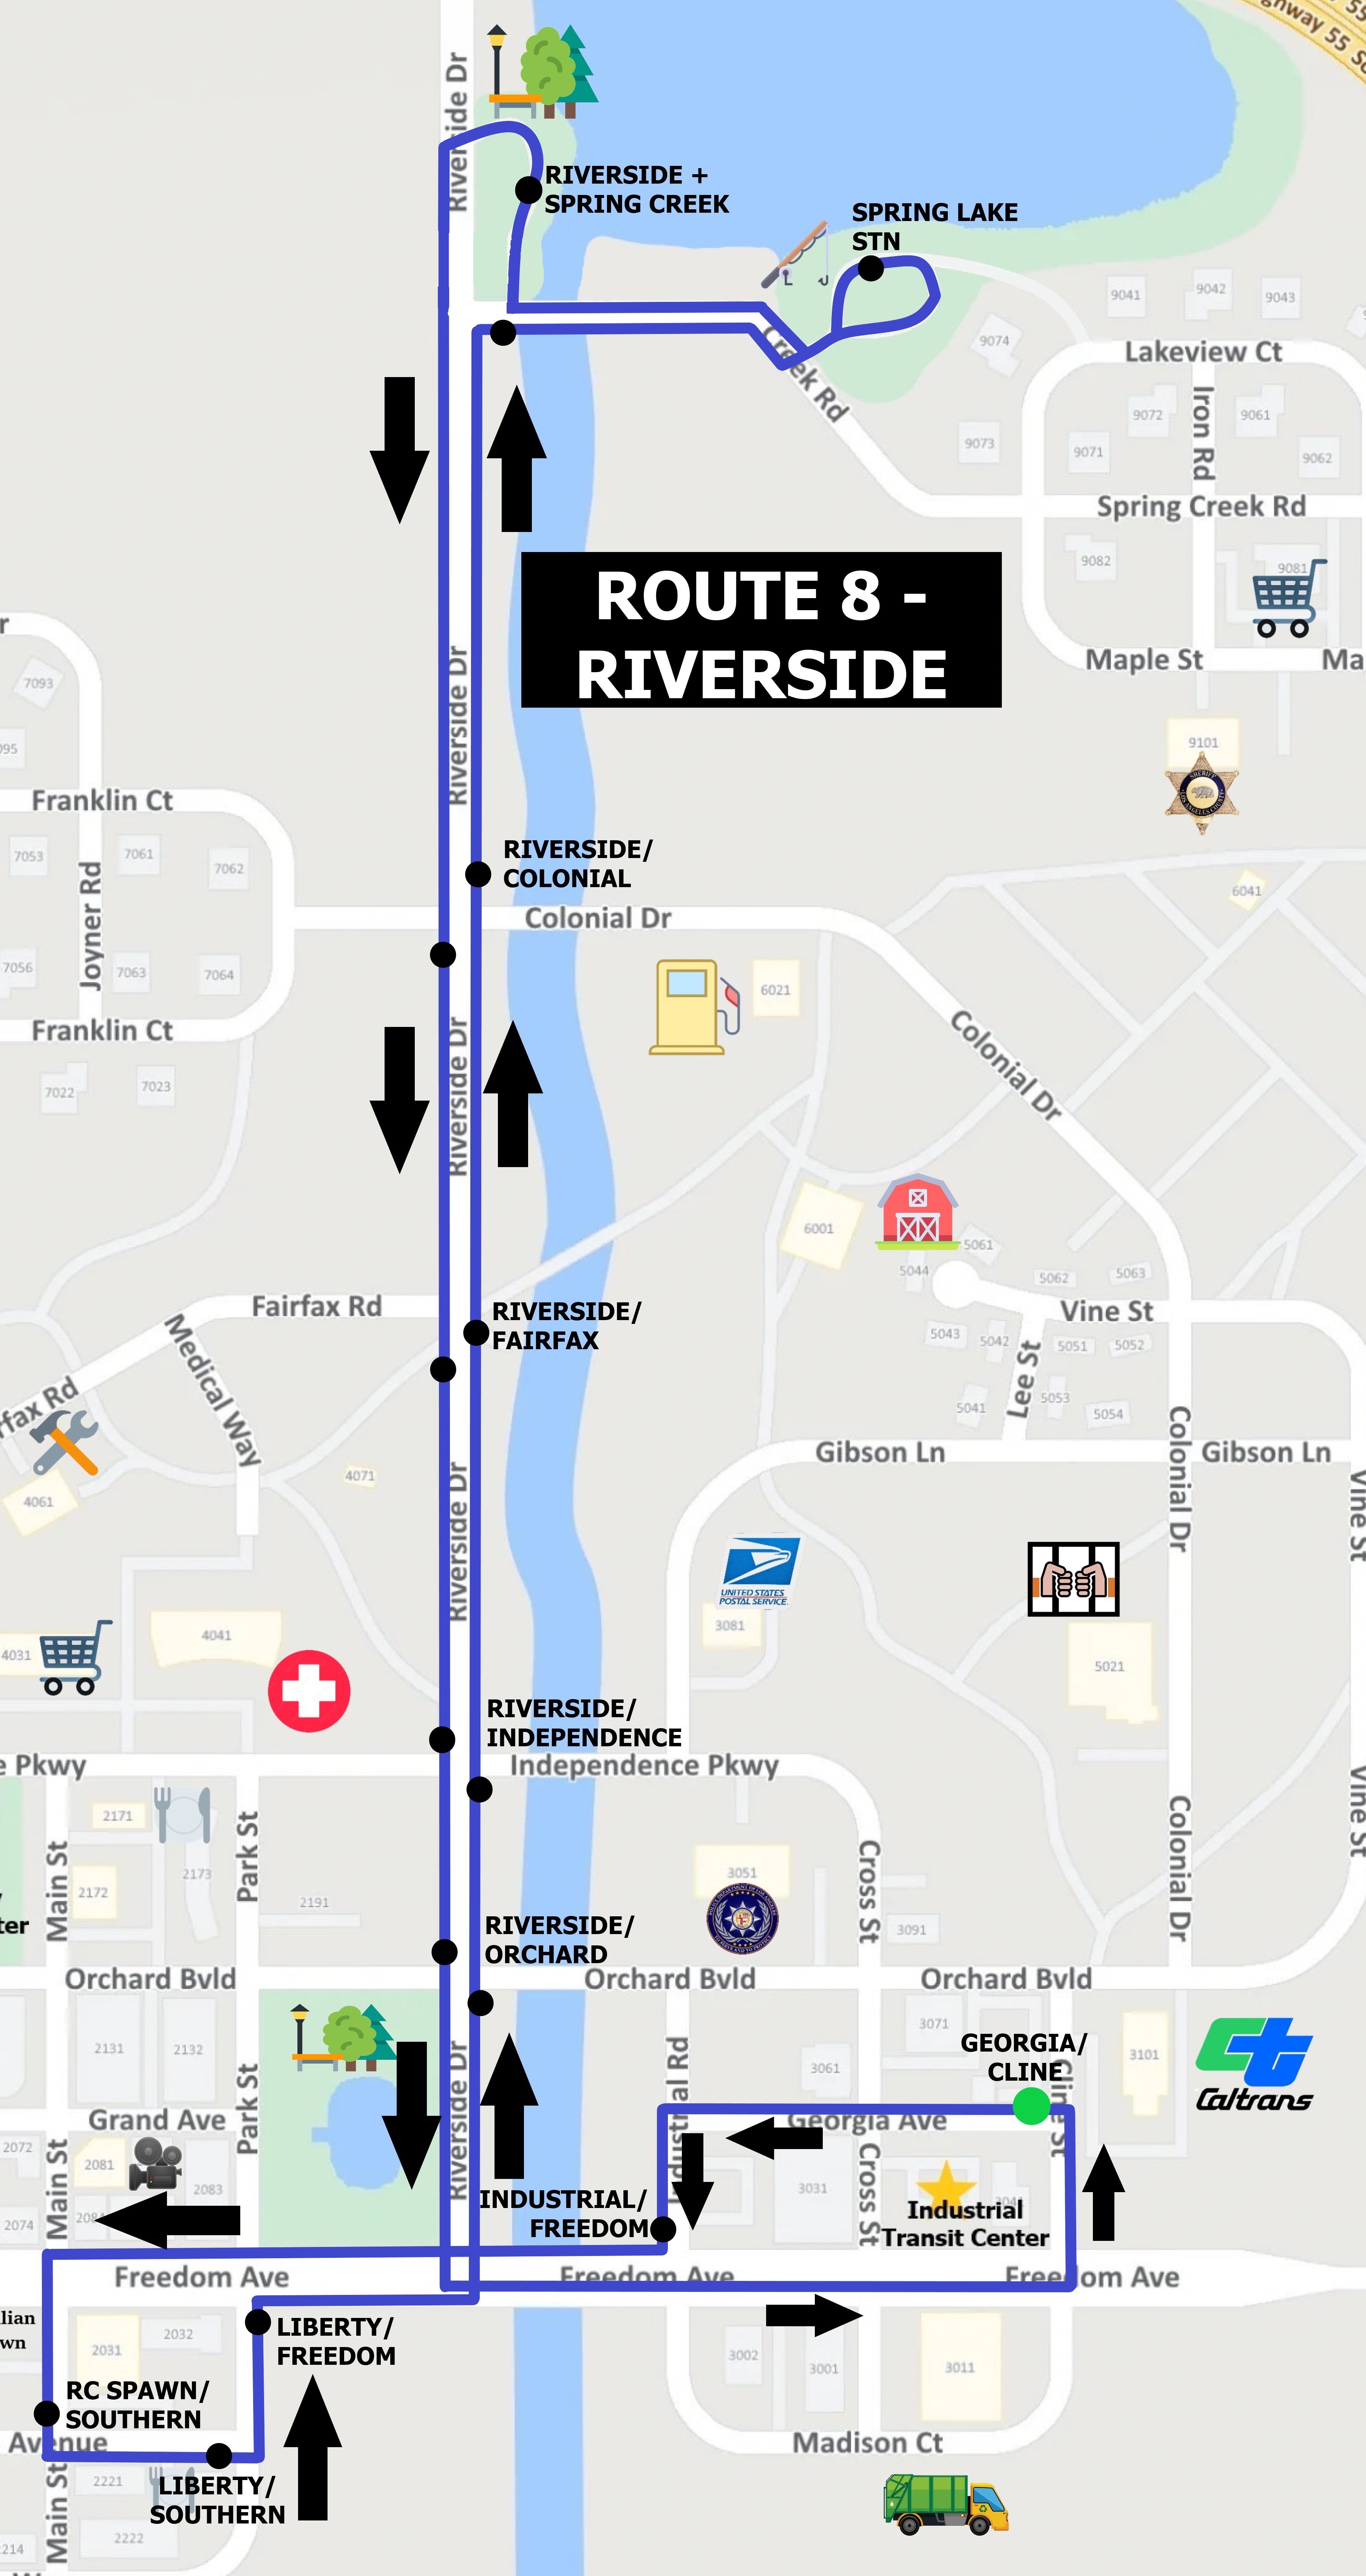 Highway 55
Riverside Dr
RIVERSIDE +
SPRING CREEK
SPRING LAKE
STN
9041
9042
9043
9074
Lakeview Ct
Creek Rd
Iron Rd
9072
9061
9073
9071
9062
Spring Creek Rd
ROUTE 8 -
RIVERSIDE
9082
9081
Maple St
Ma
7093
Riverside Dr
095
9101
Franklin Ct
7053
7061
7062
Joyner Rd
RIVERSIDE/
COLONIAL
6041
Colonial Dr
7056
7063
7064
6021
Franklin Ct
Riverside Dr
Colonial Dr
7022
7023
6001
5061
5044
5062
5063
Fairfax Rd
RIVERSIDE/
FAIRFAX
Vine St
Medical Way
5043
5042
5051
5052
Lee St
rfax Rd
5041
5053
5054
Gibson Ln
Gibson Ln
Colonial Dr
4071
4061
Riverside Dr
Vine St
UNITED STATES
POSTAL SERVICE
3081
4031
4041
5021
RIVERSIDE/
INDEPENDENCE
e Pkwy
Independence Pkwy
2171
Main St
Park St
2173
2172
2191
3051
Cross St
Colonial Dr
Vine St
ter
RIVERSIDE/
ORCHARD
3091
Orchard Bvld
Orchard Bvld
Orchard Bvld
2131
2132
3071
GEORGIA/
CLINE
3061
3101
Caltrans
Park St
Riverside Dr
Grand Ave
Georgia Ave
2072
2081
2083
Main St
Cross St
2074
3031
INDUSTRIAL/
FREEDOM
Industrial
Transit Center
Freedom Ave
Freedom Ave
Freedom Ave
lian
wn
2031
2032
LIBERTY/
FREEDOM
3002
3001
3011
RC SPAWN/
SOUTHERN
Avenue
Madison Ct
2221
LIBERTY/
SOUTHERN
Main St
2222
2214